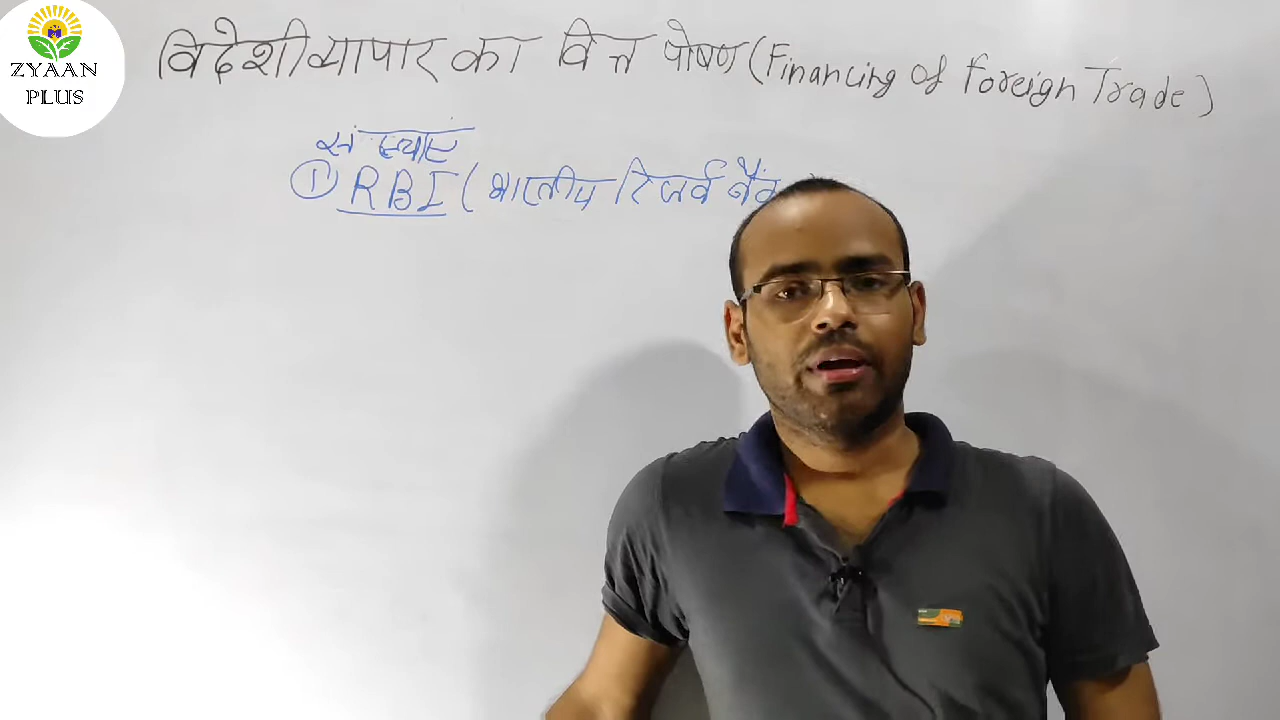 ZYAAN
PLUS
विदेशी व्यापार का वित्त पोषण (Financing of Foreign Trade)
संस्थाएं
① RBI ( भारतीय रिजर्व बैंक